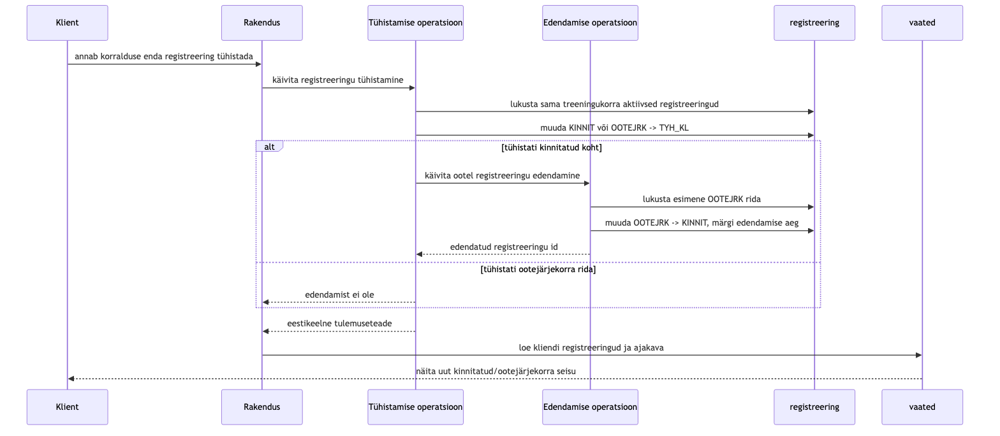 Klient
Rakendus
Tühistamise operatsioon
Edendamise operatsioon
registreering
vaated
annab korralduse enda registreering tühistada
käivita registreeringu tühistamine
lukusta sama treeningukorra aktiivsed registreeringud
muuda KINNIT või OOTEJRK -> TYH_KL
alt
[tühistati kinnitatud koht]
käivita ootel registreeringu edendamine
lukusta esimene OOTEJRK rida
muuda OOTEJRK -> KINNIT, märgi edendamise aeg
edendatud registreeringu id
[tühistati ootejärjekorra rida]
edendamist ei ole
eestikeelne tulemuseteade
loe kliendi registreeringud ja ajakava
näita uut kinnitatud/ootejärjekorra seisu
Klient
Rakendus
Tühistamise operatsioon
Edendamise operatsioon
registreering
vaated